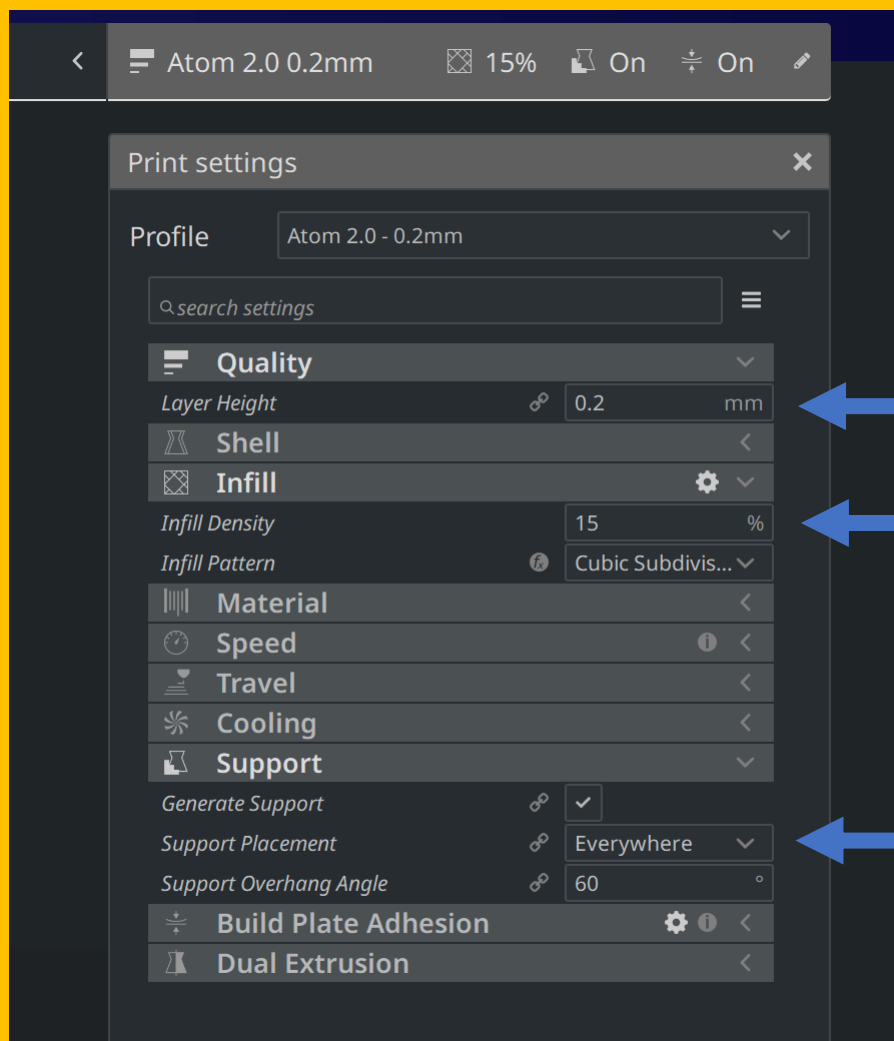 Atom 2.0 0.2mm 15% On On
Print settings
Profile Atom 2.0 - 0.2mm
search settings
Quality
Layer Height 0.2 mm
Shell
Infill
Infill Density 15 %
Infill Pattern Cubic Subdivis...
Material
Speed
Travel
Cooling
Support
Generate Support
Support Placement Everywhere
Support Overhang Angle 60 °
Build Plate Adhesion
Dual Extrusion